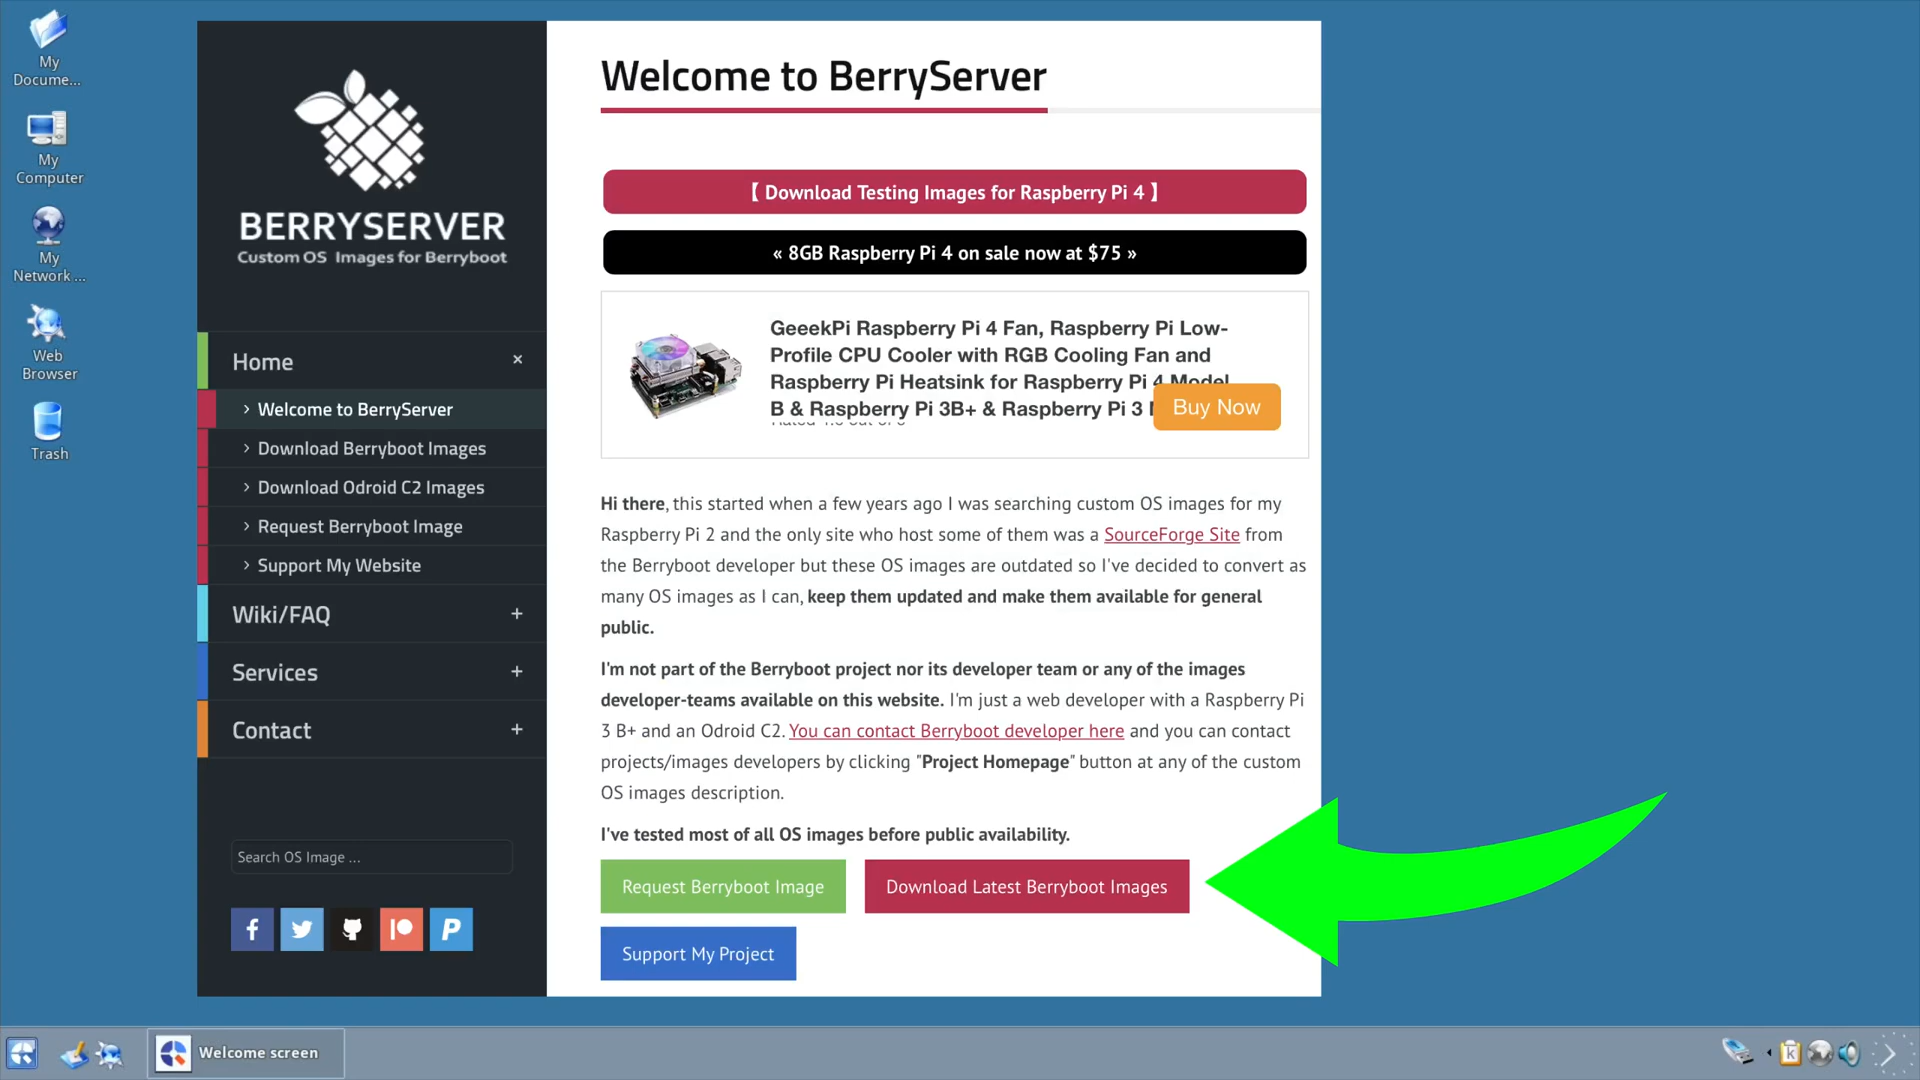 My
Docume...
My
Computer
My
Network ...
Web
Browser
Trash
BERRYSERVER
Custom OS Images for Berryboot
Home ×
› Welcome to BerryServer
› Download Berryboot Images
› Download Odroid C2 Images
› Request Berryboot Image
› Support My Website
Wiki/FAQ +
Services +
Contact +
Search OS Image ...
Welcome to BerryServer
【 Download Testing Images for Raspberry Pi 4 】
« 8GB Raspberry Pi 4 on sale now at $75 »
GeeekPi Raspberry Pi 4 Fan, Raspberry Pi Low-
Profile CPU Cooler with RGB Cooling Fan and
Raspberry Pi Heatsink for Raspberry Pi 4 Model
B & Raspberry Pi 3B+ & Raspberry Pi 3
Buy Now
Hi there, this started when a few years ago I was searching custom OS images for my
Raspberry Pi 2 and the only site who host some of them was a SourceForge Site from
the Berryboot developer but these OS images are outdated so I've decided to convert as
many OS images as I can, keep them updated and make them available for general
public.
I'm not part of the Berryboot project nor its developer team or any of the images
developer-teams available on this website. I'm just a web developer with a Raspberry Pi
3 B+ and an Odroid C2. You can contact Berryboot developer here and you can contact
projects/images developers by clicking "Project Homepage" button at any of the custom
OS images description.
I've tested most of all OS images before public availability.
Request Berryboot Image
Download Latest Berryboot Images
Support My Project
Welcome screen